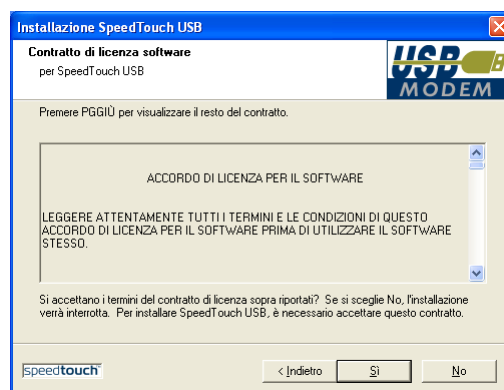 Installazione SpeedTouch USB
Contratto di licenza software
per SpeedTouch USB
USB
MODEM
Premere PGGIÙ per visualizzare il resto del contratto.
ACCORDO DI LICENZA PER IL SOFTWARE
LEGGERE ATTENTAMENTE TUTTI I TERMINI E LE CONDIZIONI DI QUESTO
ACCORDO DI LICENZA PER IL SOFTWARE PRIMA DI UTILIZZARE IL SOFTWARE
STESSO.
Si accettano i termini del contratto di licenza sopra riportati? Se si sceglie No, l'installazione
verrà interrotta. Per installare SpeedTouch USB, è necessario accettare questo contratto.
speedtouch™
< Indietro
Sì
No